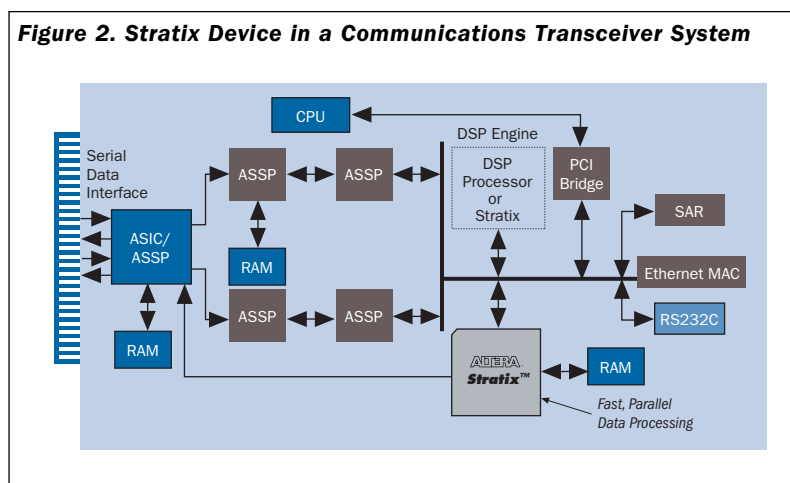 Figure 2. Stratix Device in a Communications Transceiver System
CPU
DSP Engine
Serial
Data
Interface
ASSP
ASSP
DSP
Processor
or
Stratix
PCI
Bridge
SAR
ASIC/
ASSP
RAM
Ethernet MAC
ASSP
ASSP
RS232C
RAM
ALTERA
Stratix™
RAM
Fast, Parallel
Data Processing